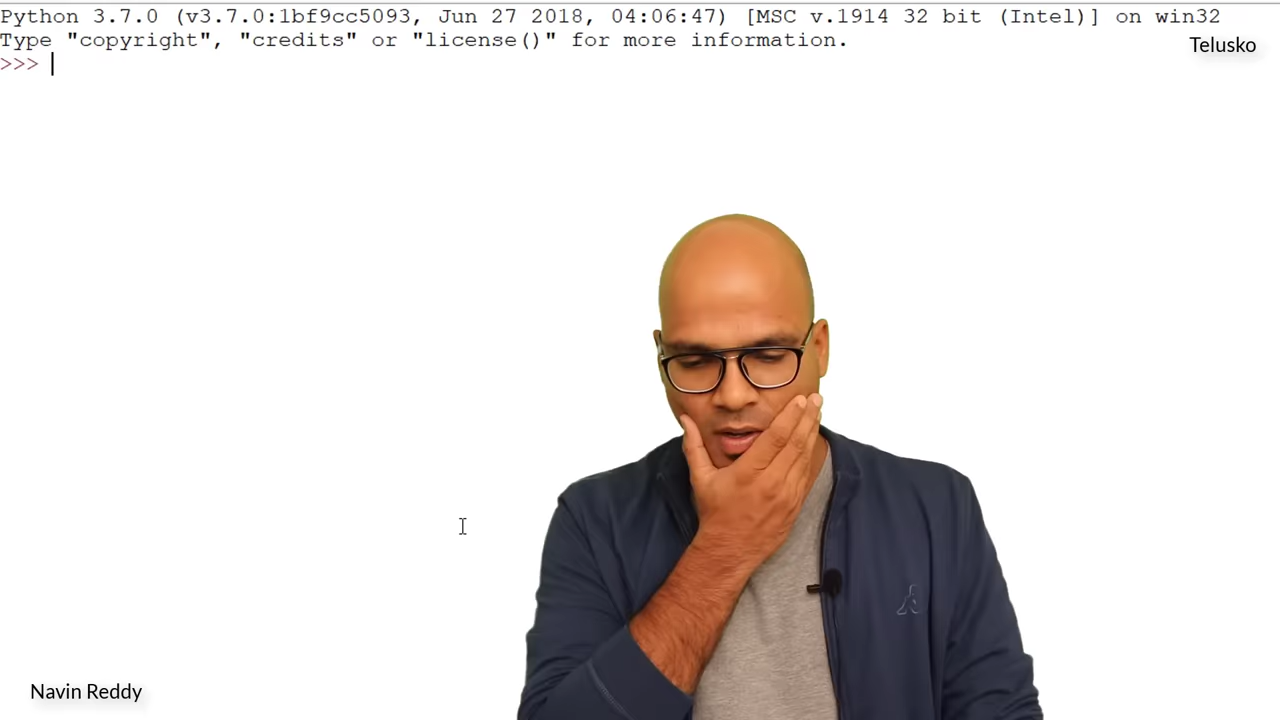 Python 3.7.0 (v3.7.0:1bf9cc5093, Jun 27 2018, 04:06:47) [MSC v.1914 32 bit (Intel)] on win32
Type "copyright", "credits" or "license()" for more information.
Telusko
>>>
Navin Reddy